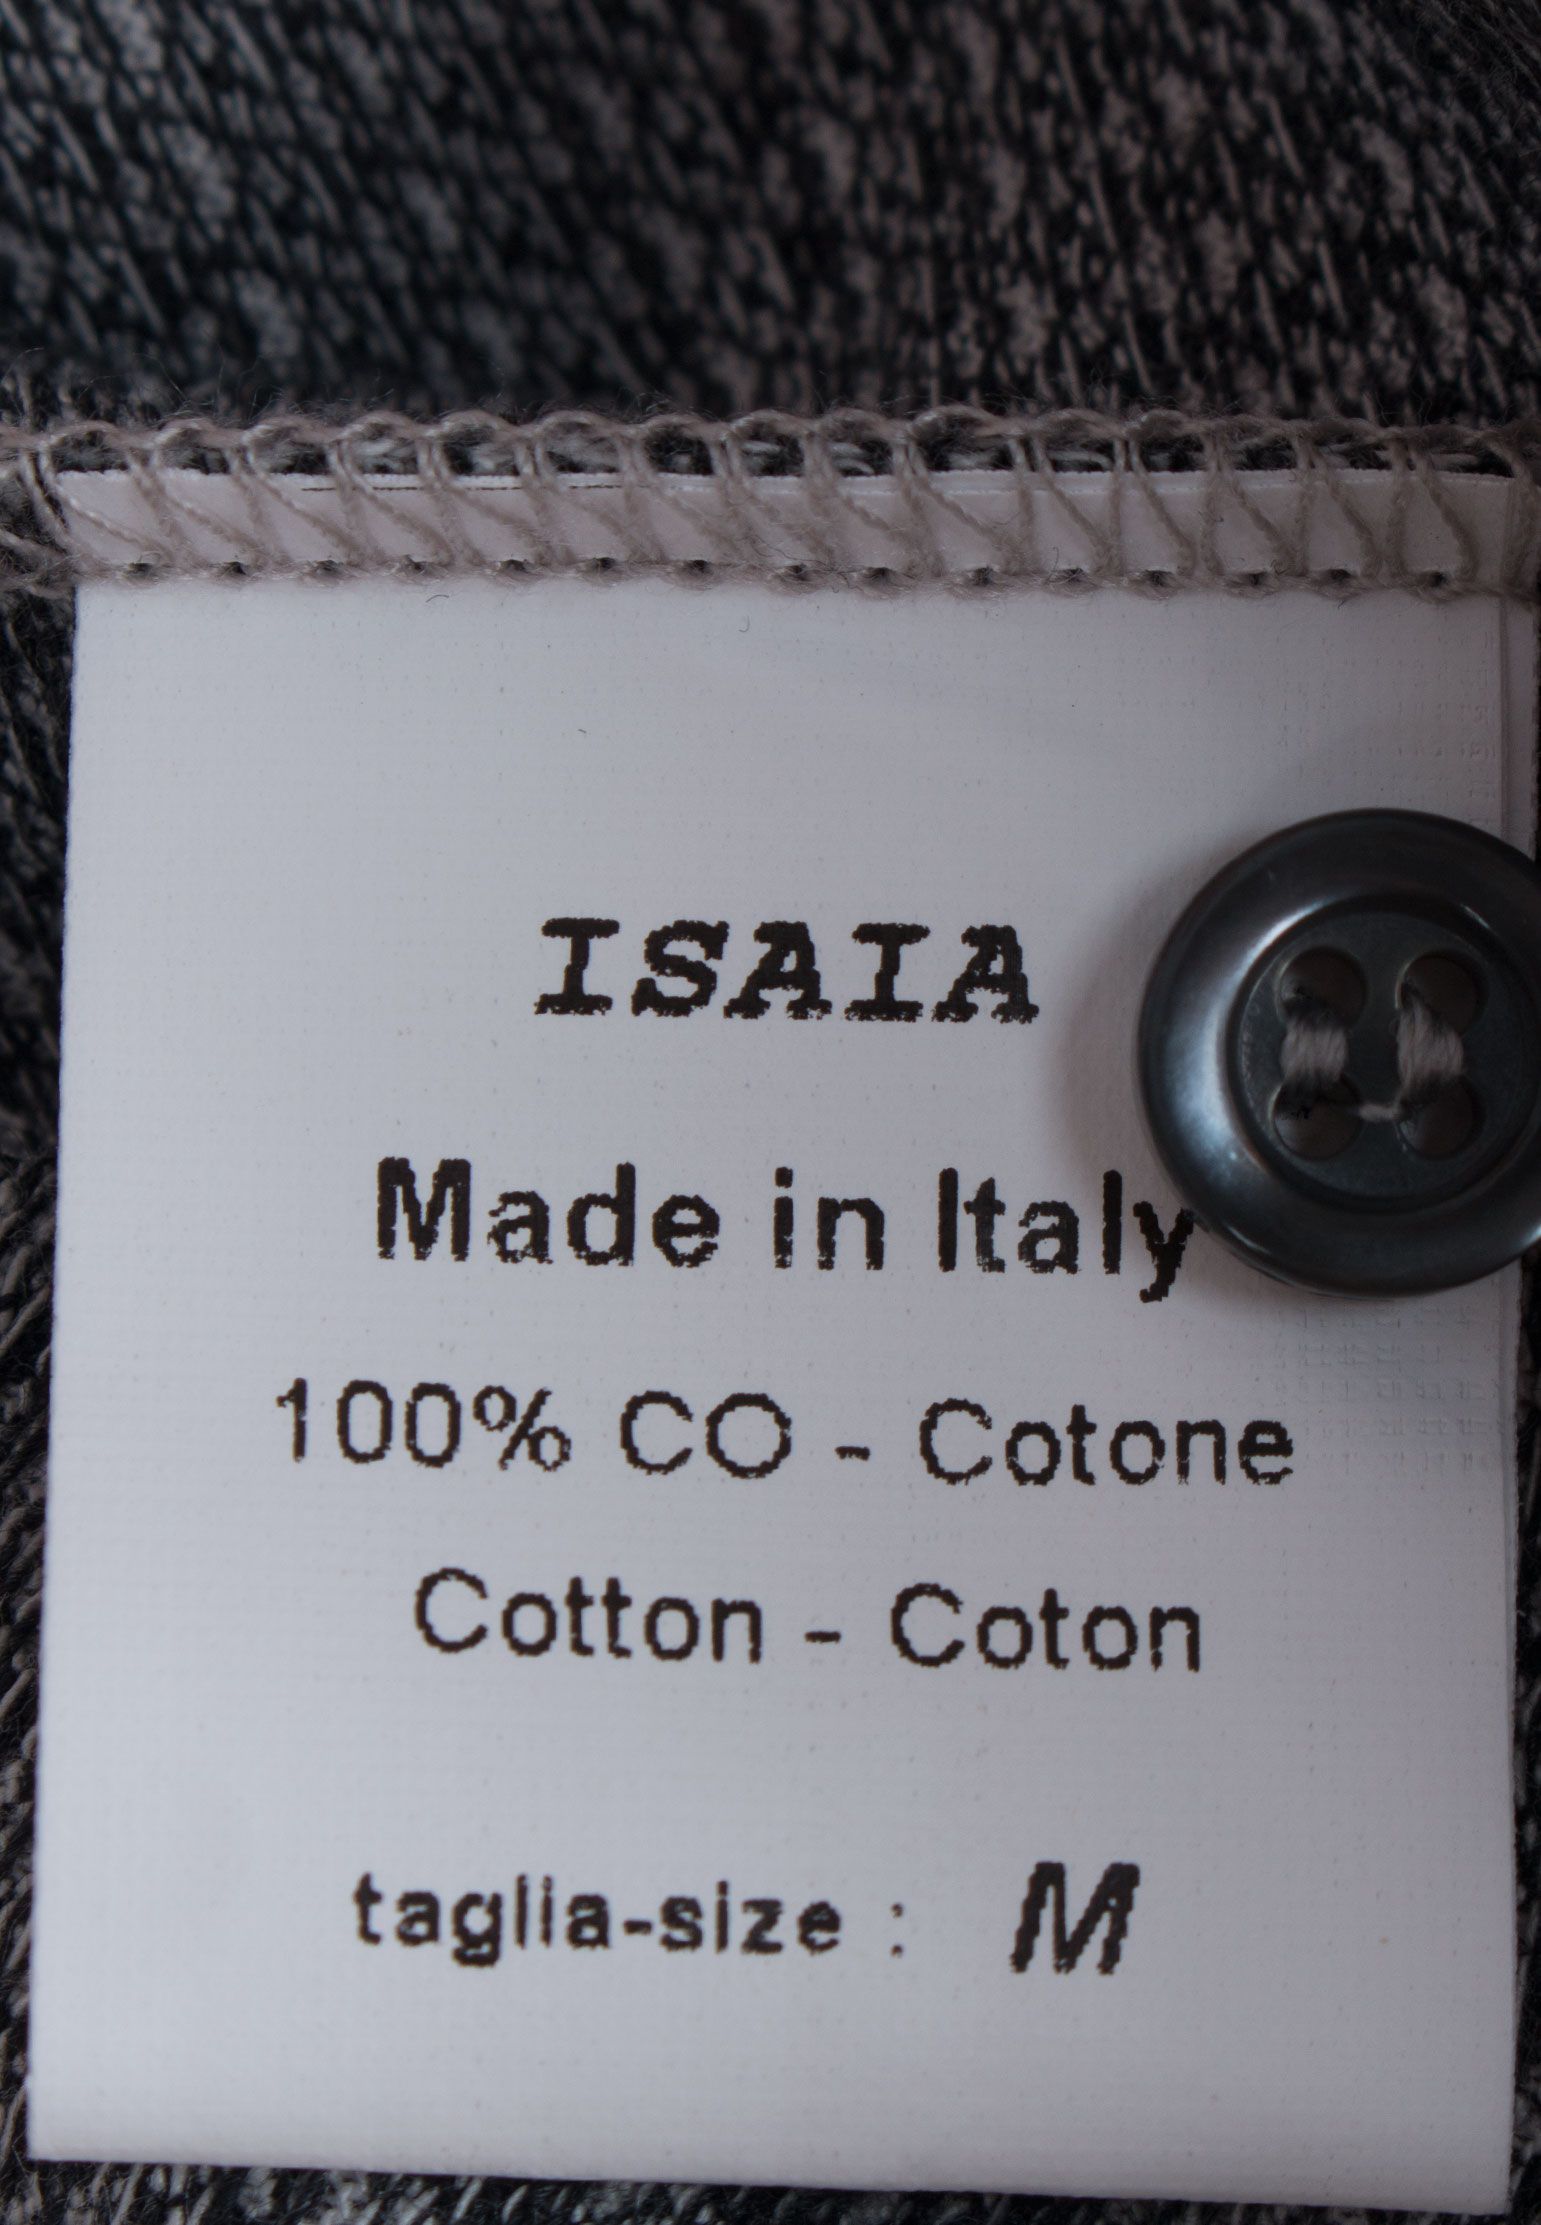 ISAIA
Made in Italy
100% CO - Cotone
Cotton - Coton
taglia-size : M